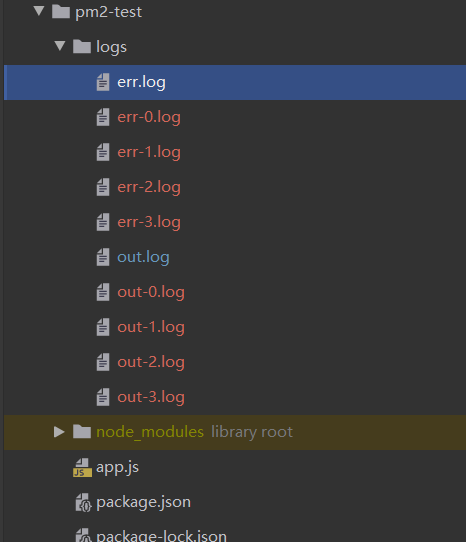 pm2-test
logs
err.log
err-0.log
err-1.log
err-2.log
err-3.log
out.log
out-0.log
out-1.log
out-2.log
out-3.log
node_modules library root
JS app.js
package.json
package-lock.json